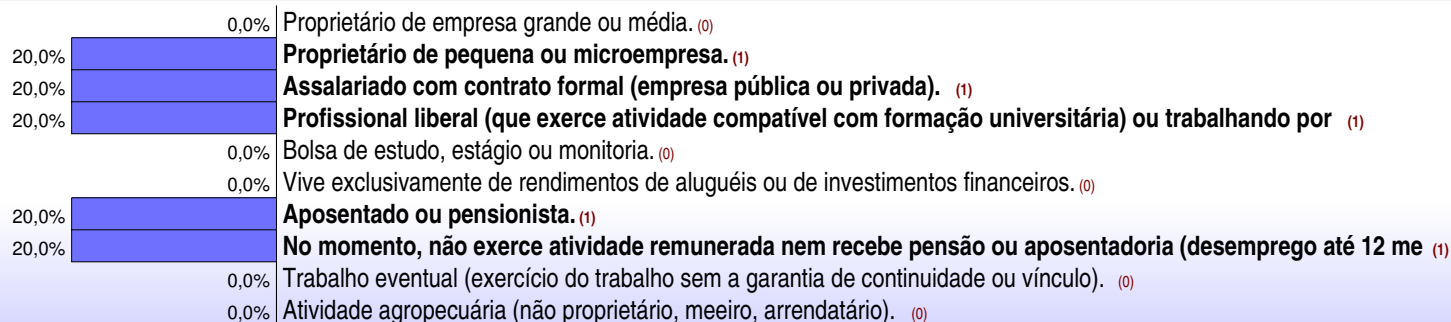 0,0% Proprietário de empresa grande ou média. (0)
20,0% Proprietário de pequena ou microempresa. (1)
20,0% Assalariado com contrato formal (empresa pública ou privada). (1)
20,0% Profissional liberal (que exerce atividade compatível com formação universitária) ou trabalhando por (1)
0,0% Bolsa de estudo, estágio ou monitoria. (0)
0,0% Vive exclusivamente de rendimentos de aluguéis ou de investimentos financeiros. (0)
20,0% Aposentado ou pensionista. (1)
20,0% No momento, não exerce atividade remunerada nem recebe pensão ou aposentadoria (desemprego até 12 me (1)
0,0% Trabalho eventual (exercício do trabalho sem a garantia de continuidade ou vínculo). (0)
0,0% Atividade agropecuária (não proprietário, meeiro, arrendatário). (0)